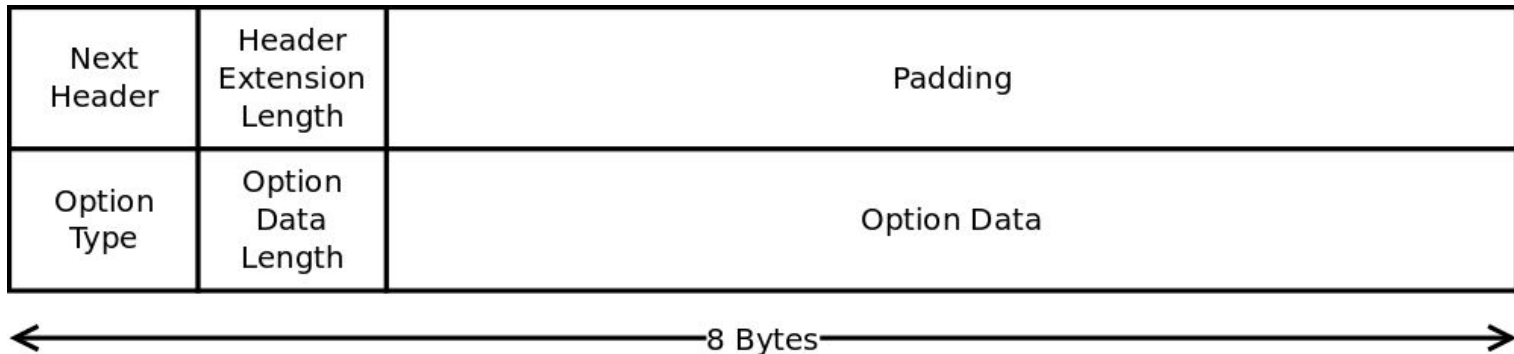 Next
Header
Header
Extension
Length
Padding
Option
Type
Option
Data
Length
Option Data
8 Bytes